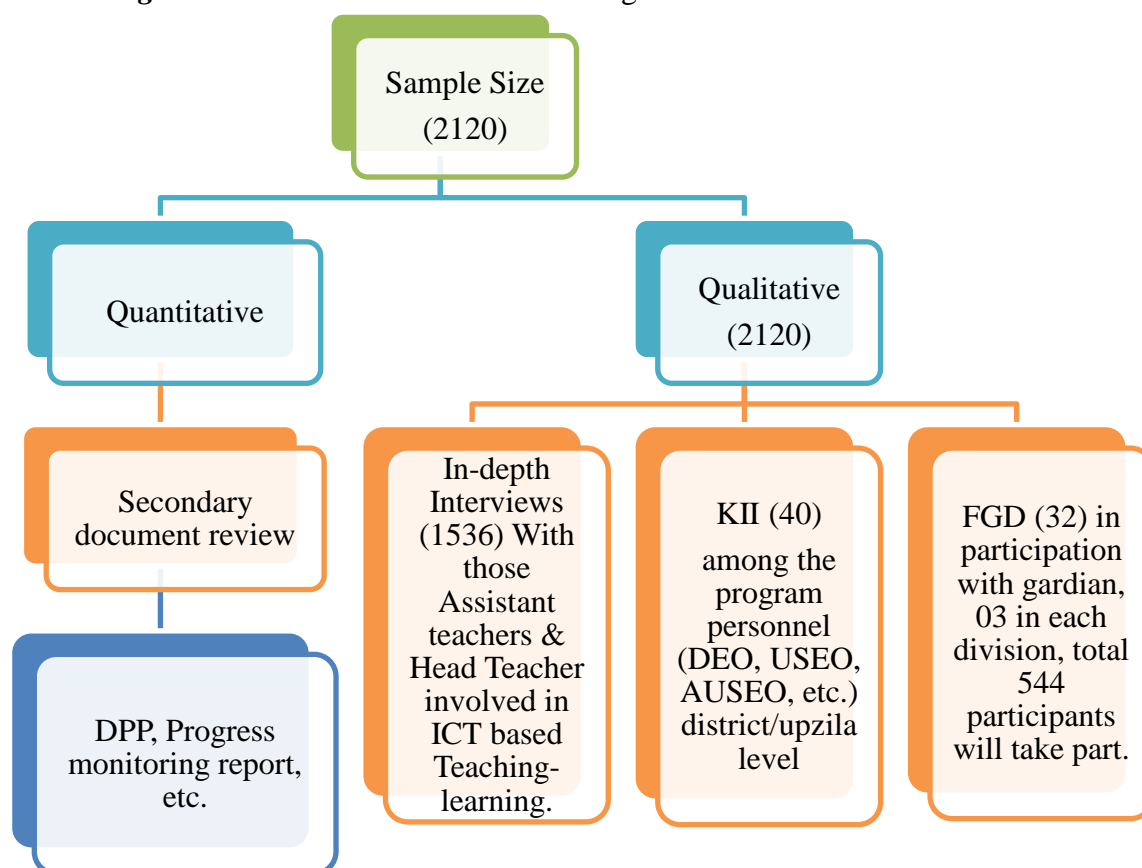 Sample Size
(2120)
Quantitative
Qualitative
(2120)
Secondary
document review
In-depth
Interviews
(1536) With
those
Assistant
teachers &
Head Teacher
involved in
ICT based
Teaching-
learning.
KII (40)
among the
program
personnel
(DEO, USEO,
AUSEO, etc.)
district/upzila
level
FGD (32) in
participation
with gardian,
03 in each
division, total
544
participants
will take part.
DPP, Progress
monitoring report,
etc.